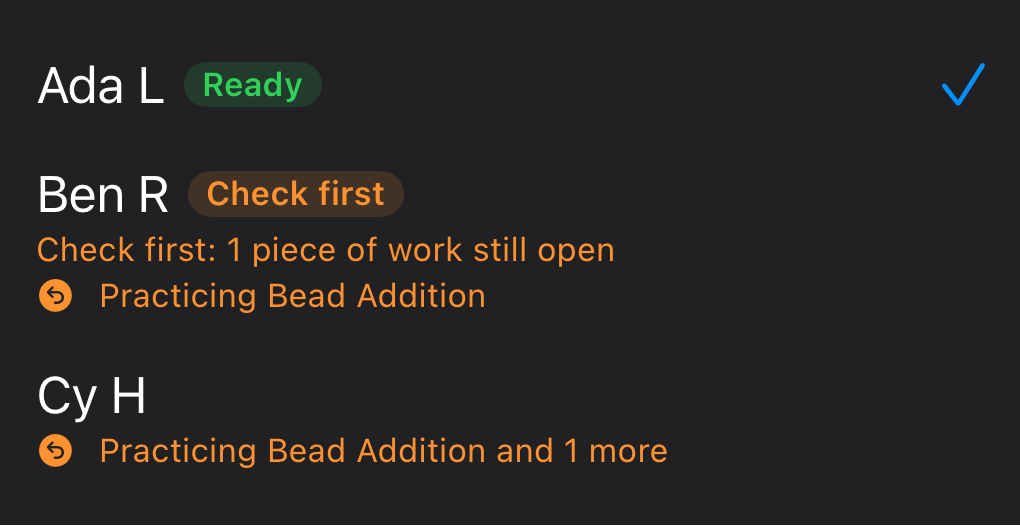 Ada L Ready
Ben R Check first
Check first: 1 piece of work still open
Practicing Bead Addition
Cy H
Practicing Bead Addition and 1 more